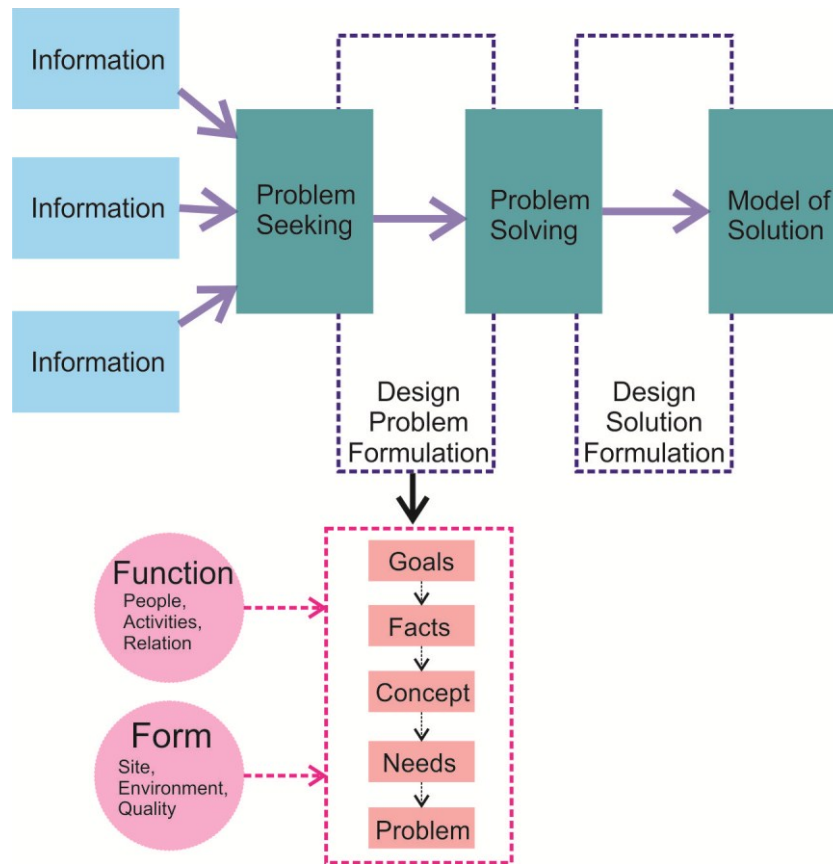 Information
Information
Information
Problem
Seeking
Problem
Solving
Model of
Solution
Design
Problem
Formulation
Design
Solution
Formulation
Function
People,
Activities,
Relation
Form
Site,
Environment,
Quality
Goals
Facts
Concept
Needs
Problem